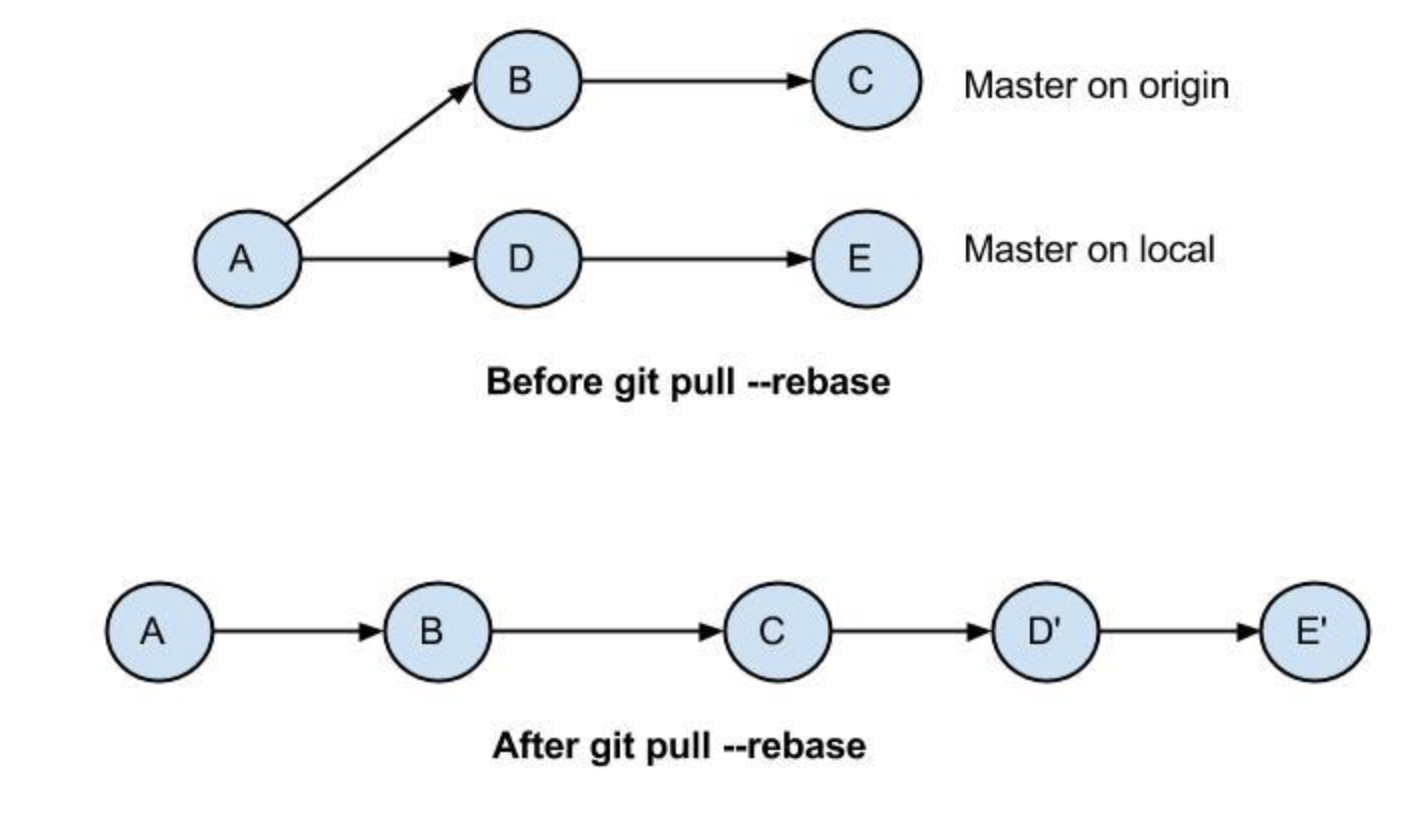 B
C
Master on origin
A
D
E
Master on local
Before git pull --rebase
A
B
C
D'
E'
After git pull --rebase